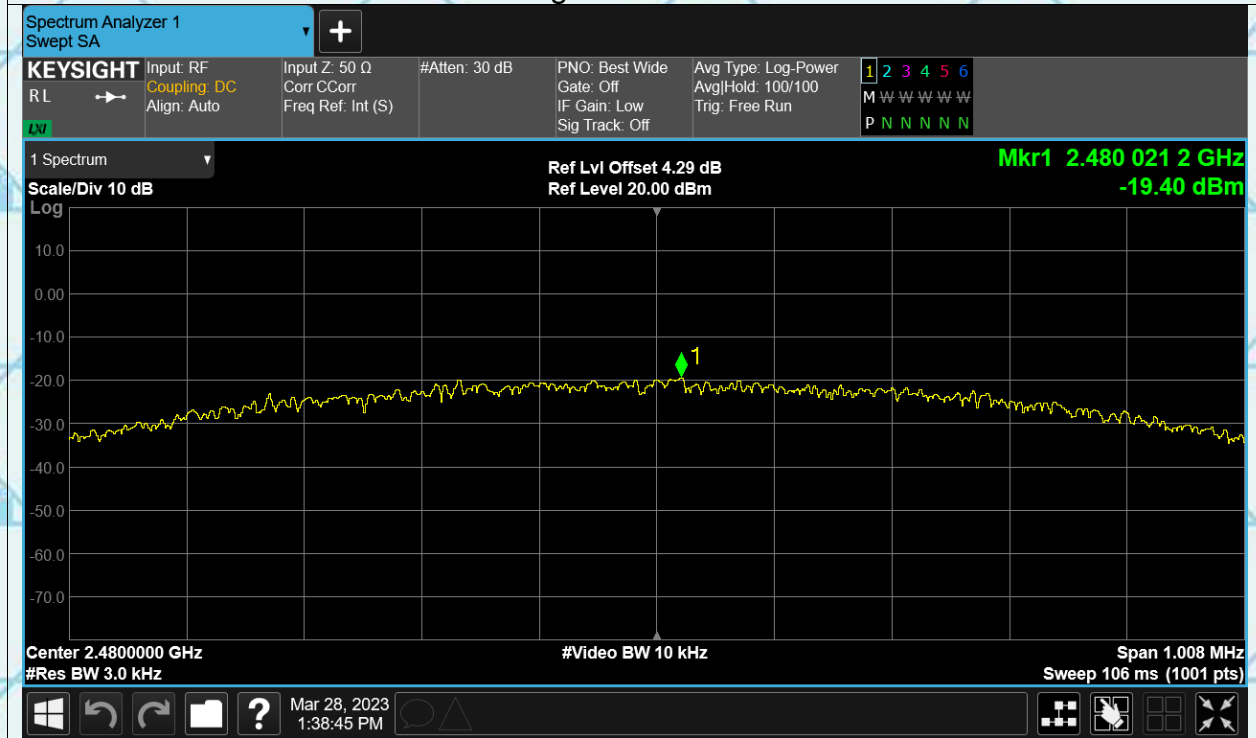 Spectrum Analyzer 1
Swept SA
+
KEYSIGHT
RL
LXI
Input: RF
Coupling: DC
Align: Auto
Input Z: 50 Ω
Corr CCorr
Freq Ref: Int (S)
#Atten: 30 dB
PNO: Best Wide
Gate: Off
IF Gain: Low
Sig Track: Off
Avg Type: Log-Power
Avg|Hold: 100/100
Trig: Free Run
1 2 3 4 5 6
M W W W W W
P N N N N N
1 Spectrum
Scale/Div 10 dB
Log
Ref Lvl Offset 4.29 dB
Ref Level 20.00 dBm
Mkr1 2.480 021 2 GHz
-19.40 dBm
10.0
0.00
-10.0
1
-20.0
-30.0
-40.0
-50.0
-60.0
-70.0
Center 2.4800000 GHz
#Res BW 3.0 kHz
#Video BW 10 kHz
Span 1.008 MHz
Sweep 106 ms (1001 pts)
?
Mar 28, 2023
1:38:45 PM